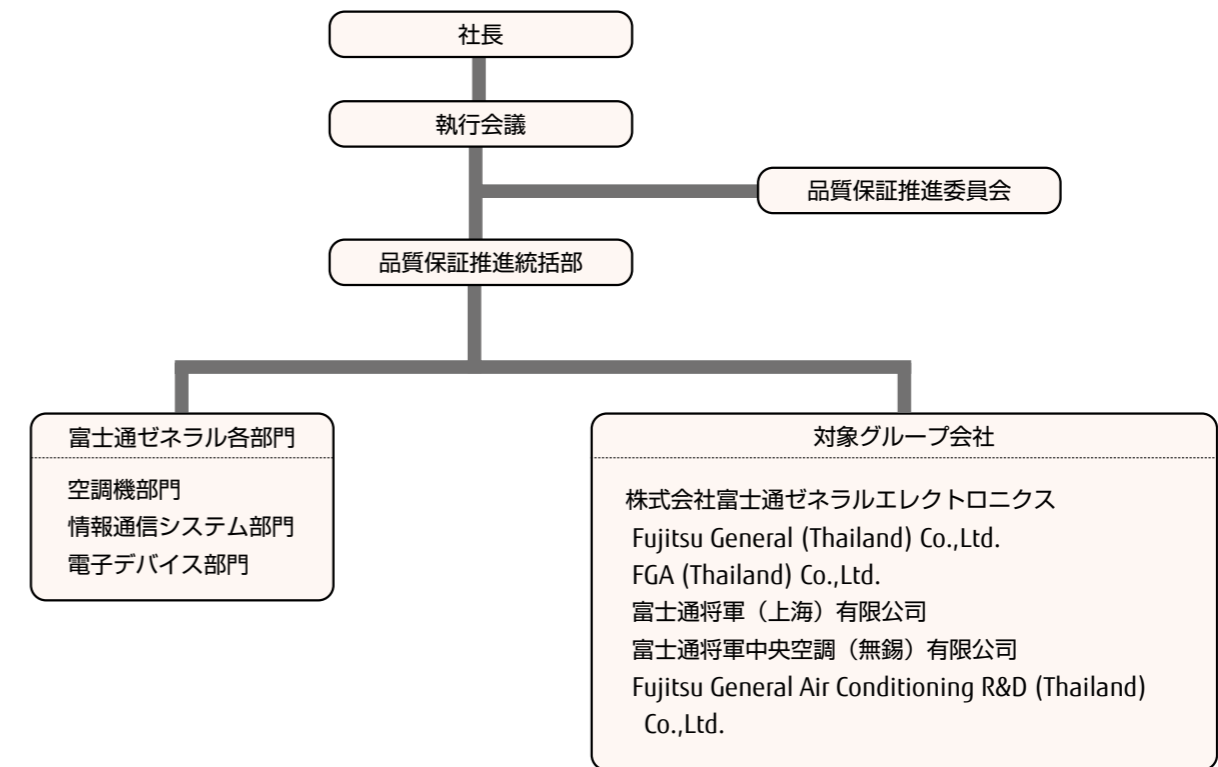 社長
執行会議
品質保証推進委員会
品質保証推進統括部
富士通ゼネラル各部門
空調機部門
情報通信システム部門
電子デバイス部門
対象グループ会社
株式会社富士通ゼネラルエレクトロニクス
Fujitsu General (Thailand) Co.,Ltd.
FGA (Thailand) Co.,Ltd.
富士通将軍（上海）有限公司
富士通将軍中央空調（無錫）有限公司
Fujitsu General Air Conditioning R&D (Thailand)
Co.,Ltd.